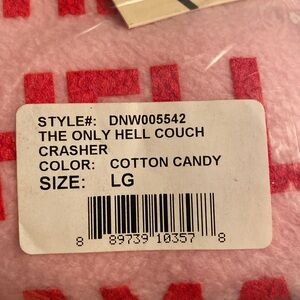 STYLE#: DNW005542
THE ONLY HELL COUCH
CRASHER
COLOR: COTTON CANDY
SIZE: LG
8 89739 10357 8